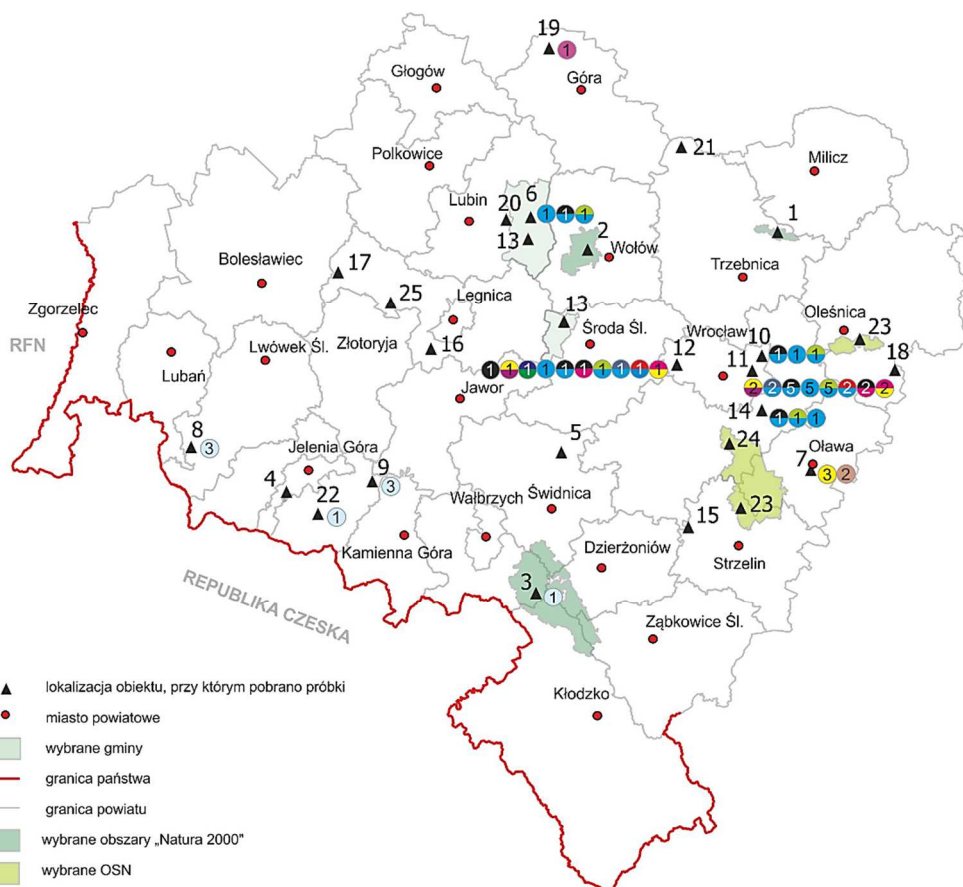 19
1
Głogów
Góra
21
Polkowice
Milicz
Lubin
20
6
1 1 1
1
13
2
Wołów
Trzebnica
Bolesławiec
17
25
Legnica
13
Oleśnica
Zgorzelec
Złotoryja
16
Środa Śl.
Wrocław
10
1 1 1
23
RFN
Lubań
Lwówek Śl.
12
11
18
1 1 1 1 1 1 1 1 1 1
Jawor
2 2 5 5 5 2 2 2
14
1 1 1
8
3
Jelenia Góra
5
24
Oława
7
3 2
4
22
1
9
3
Wałbrzych
Świdnica
15
23
Kamienna Góra
Dzierżoniów
Strzelin
REPUBLIKA CZESKA
3
1
Ząbkowice Śl.
Kłodzko
lokalizacja obiektu, przy którym pobrano próbki
miasto powiatowe
wybrane gminy
granica państwa
granica powiatu
wybrane obszary „Natura 2000"
wybrane OSN